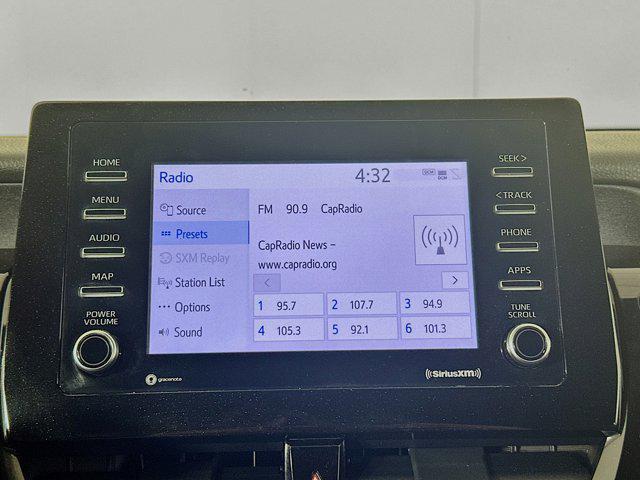 HOME
MENU
AUDIO
MAP
POWER
VOLUME
Radio
4:32
DCM
Source
Presets
SXM Replay
Station List
Options
Sound
FM 90.9 CapRadio
CapRadio News –
www.capradio.org
< >
1 95.7
2 107.7
3 94.9
4 105.3
5 92.1
6 101.3
SEEK >
< TRACK
PHONE
APPS
TUNE
SCROLL
gracenote
((SiriusXM))